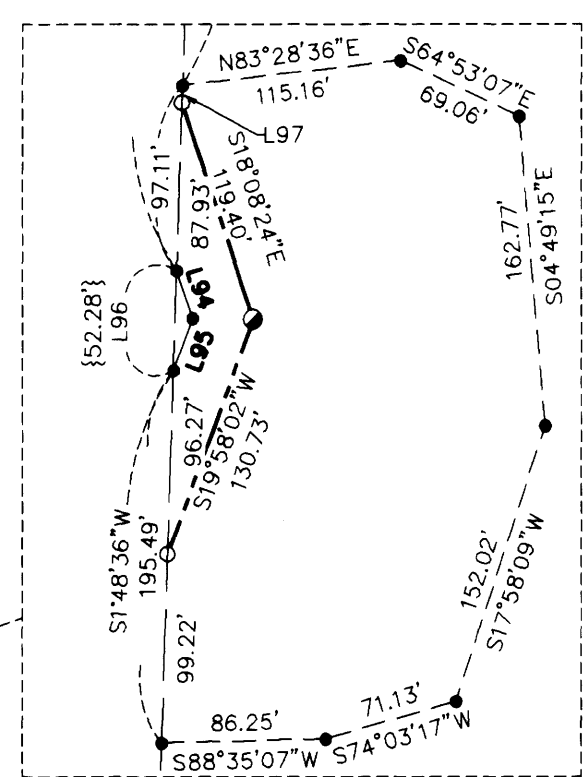 N83°28'36"E
115.16'
S64°53'07"E
69.06'
L97
S18°08'24"E
119.40'
97.11'
87.93'
162.77'
S04°49'15"E
L94
{52.28'}
L96
L95
96.27'
S19°58'02"W
130.73'
S1°48'36"W
195.49'
99.22'
152.02'
S17°58'09"W
71.13'
S74°03'17"W
86.25'
S88°35'07"W